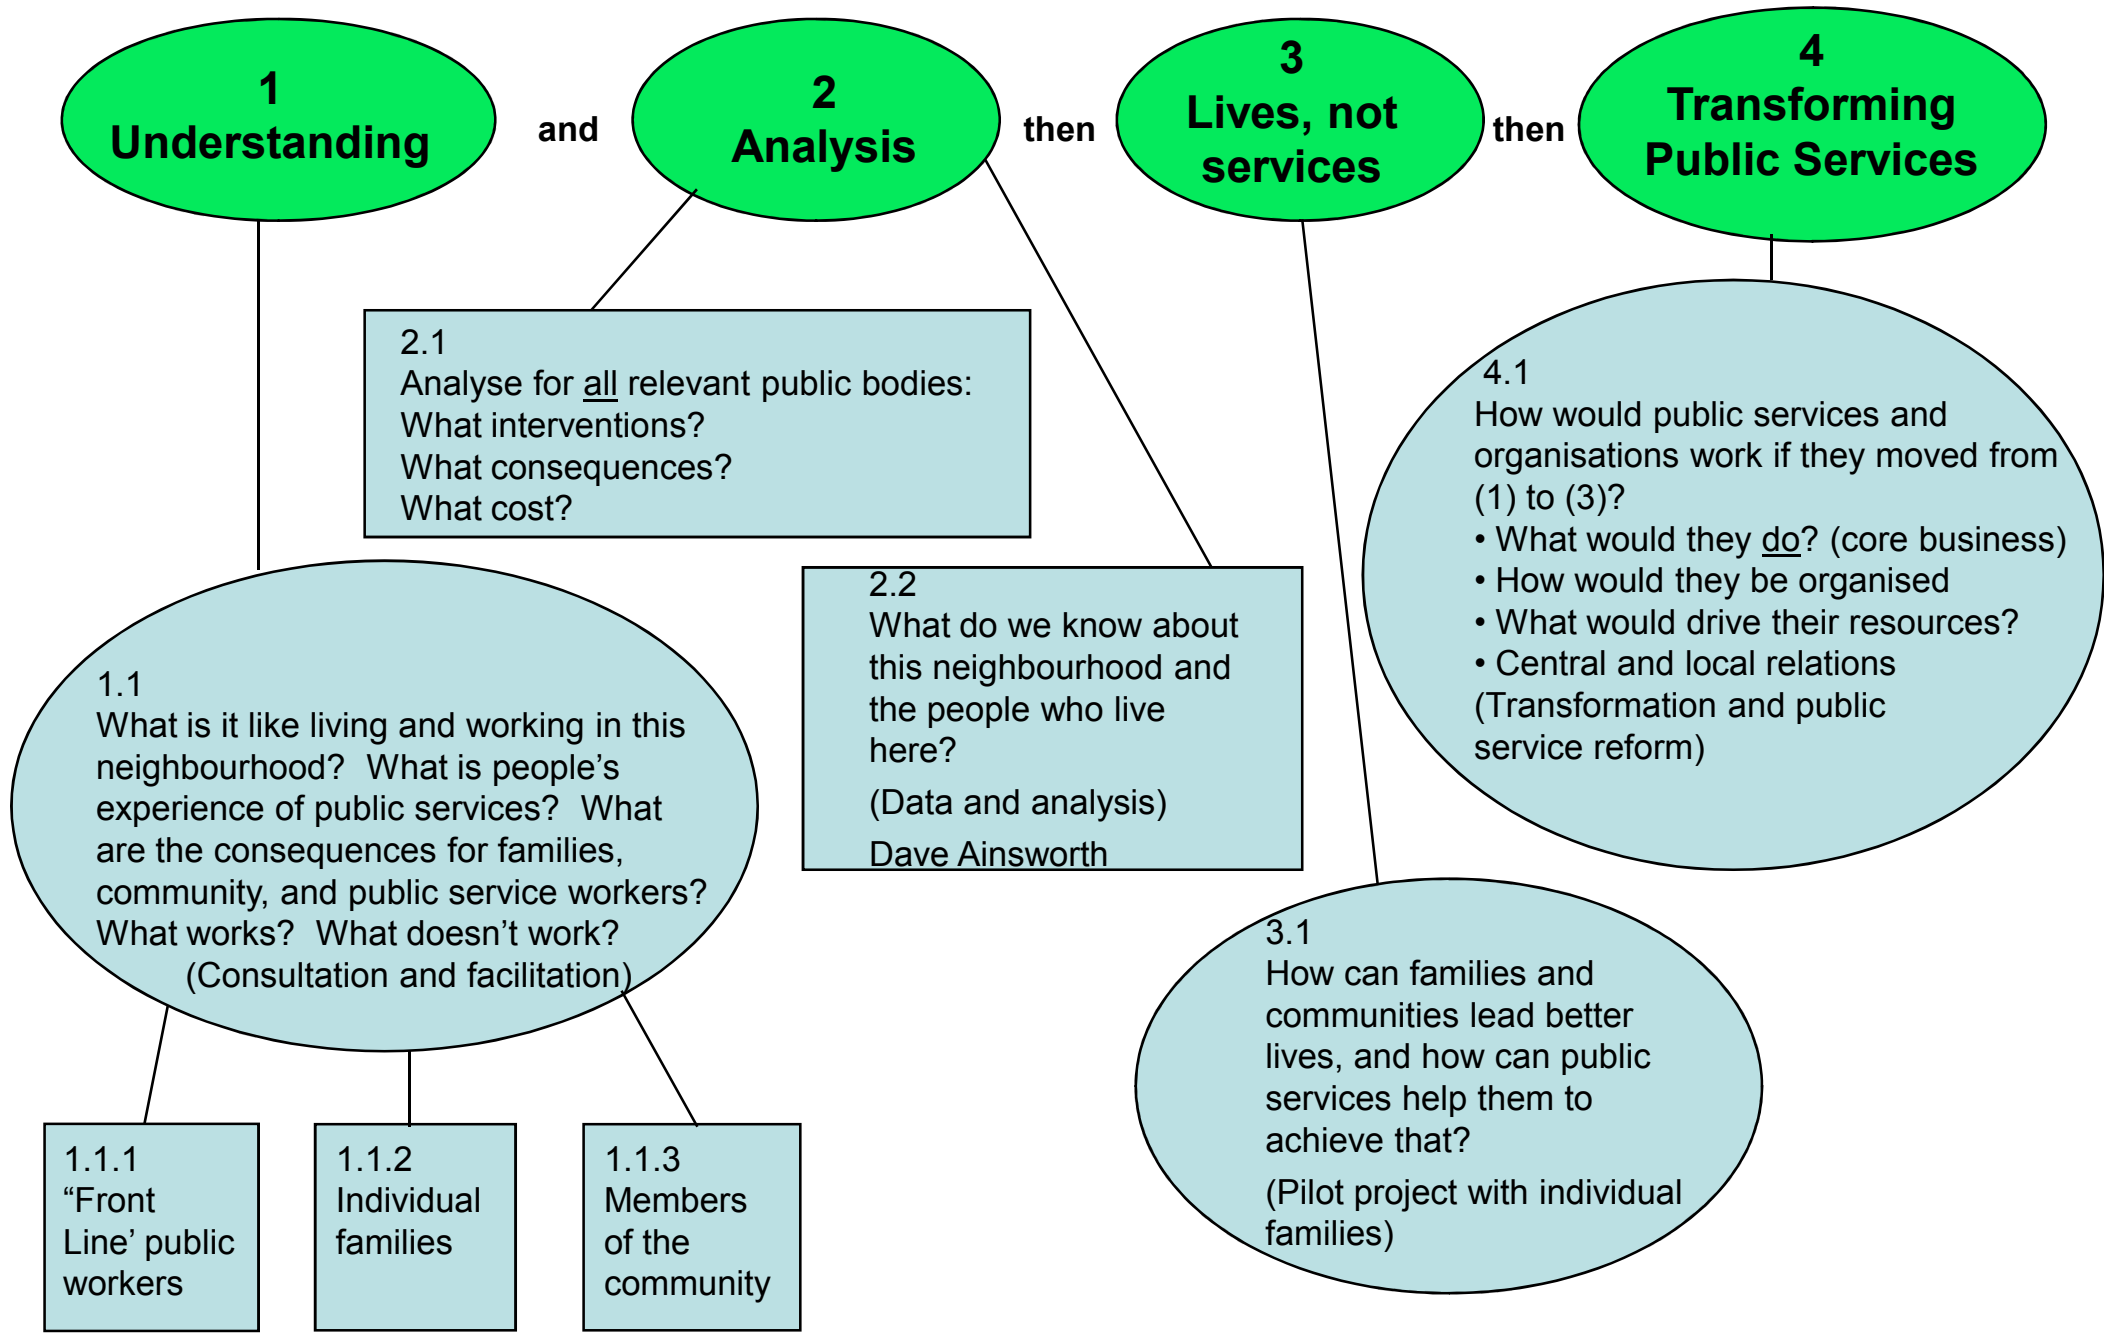 1
Understanding
and
2
Analysis
then
3
Lives, not
services
then
4
Transforming
Public Services
2.1
Analyse for all relevant public bodies:
What interventions?
What consequences?
What cost?
2.2
What do we know about
this neighbourhood and
the people who live
here?
(Data and analysis)
Dave Ainsworth
4.1
How would public services and
organisations work if they moved from
(1) to (3)?
• What would they do? (core business)
• How would they be organised
• What would drive their resources?
• Central and local relations
(Transformation and public
service reform)
1.1
What is it like living and working in this
neighbourhood?  What is people’s
experience of public services?  What
are the consequences for families,
community, and public service workers?
What works?  What doesn’t work?
(Consultation and facilitation)
3.1
How can families and
communities lead better
lives, and how can public
services help them to
achieve that?
(Pilot project with individual
families)
1.1.1
“Front
Line’ public
workers
1.1.2
Individual
families
1.1.3
Members
of the
community